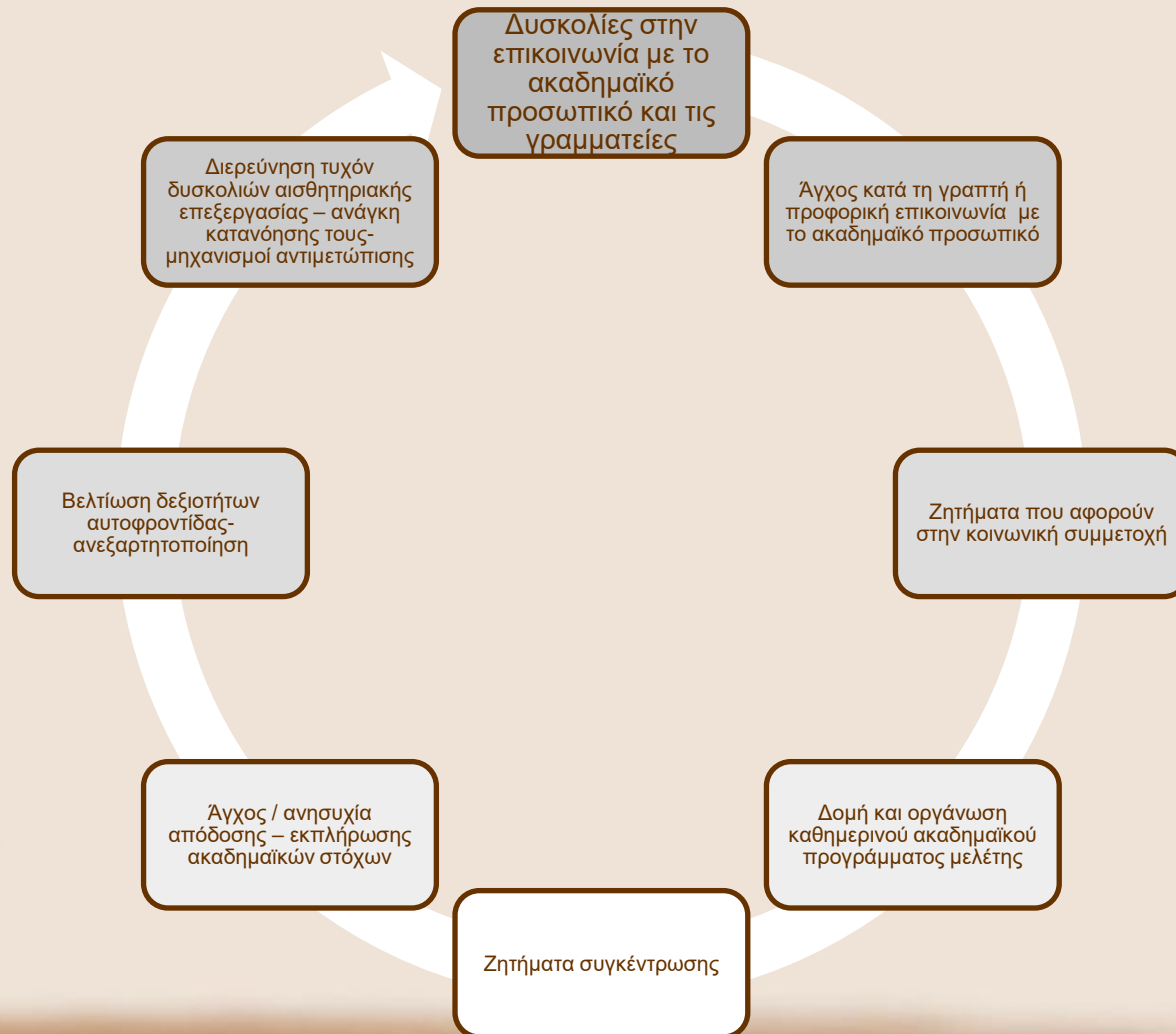 Δυσκολίες στην
επικοινωνία με το
ακαδημαϊκό
προσωπικό και τις
γραμματείες
Άγχος κατά τη γραπτή ή
προφορική επικοινωνία  με
το ακαδημαϊκό προσωπικό
Ζητήματα που αφορούν
στην κοινωνική συμμετοχή
Δομή και οργάνωση
καθημερινού ακαδημαϊκού
προγράμματος μελέτης
Ζητήματα συγκέντρωσης
Άγχος / ανησυχία
απόδοσης – εκπλήρωσης
ακαδημαϊκών στόχων
Βελτίωση δεξιοτήτων
αυτοφροντίδας-
ανεξαρτητοποίηση
Διερεύνηση τυχόν
δυσκολιών αισθητηριακής
επεξεργασίας – ανάγκη
κατανόησης τους-
μηχανισμοί αντιμετώπισης